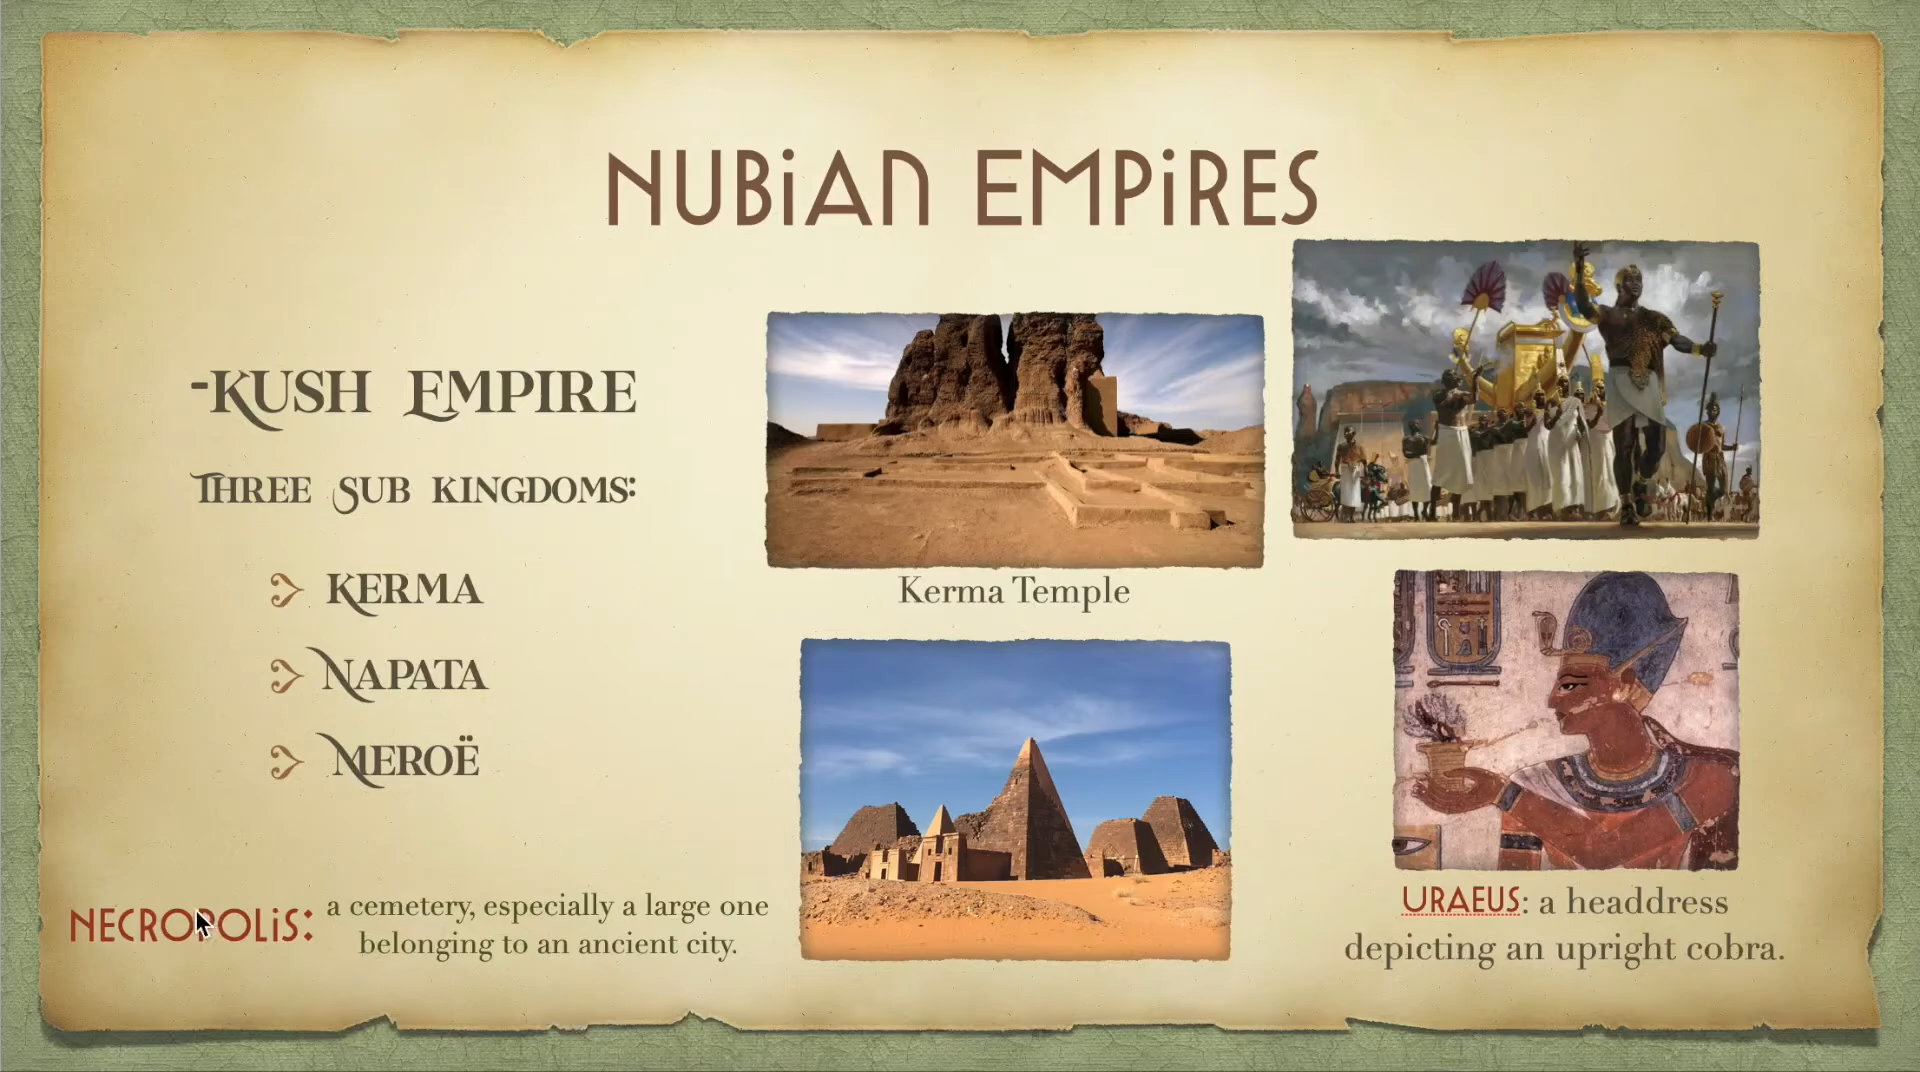 NUBIAN EMPIRES
-KUSH EMPIRE
THREE SUB KINGDOMS:
KERMA
NAPATA
MEROË
Kerma Temple
NECROPOLIS: a cemetery, especially a large one
belonging to an ancient city.
URAEUS: a headdress
depicting an upright cobra.